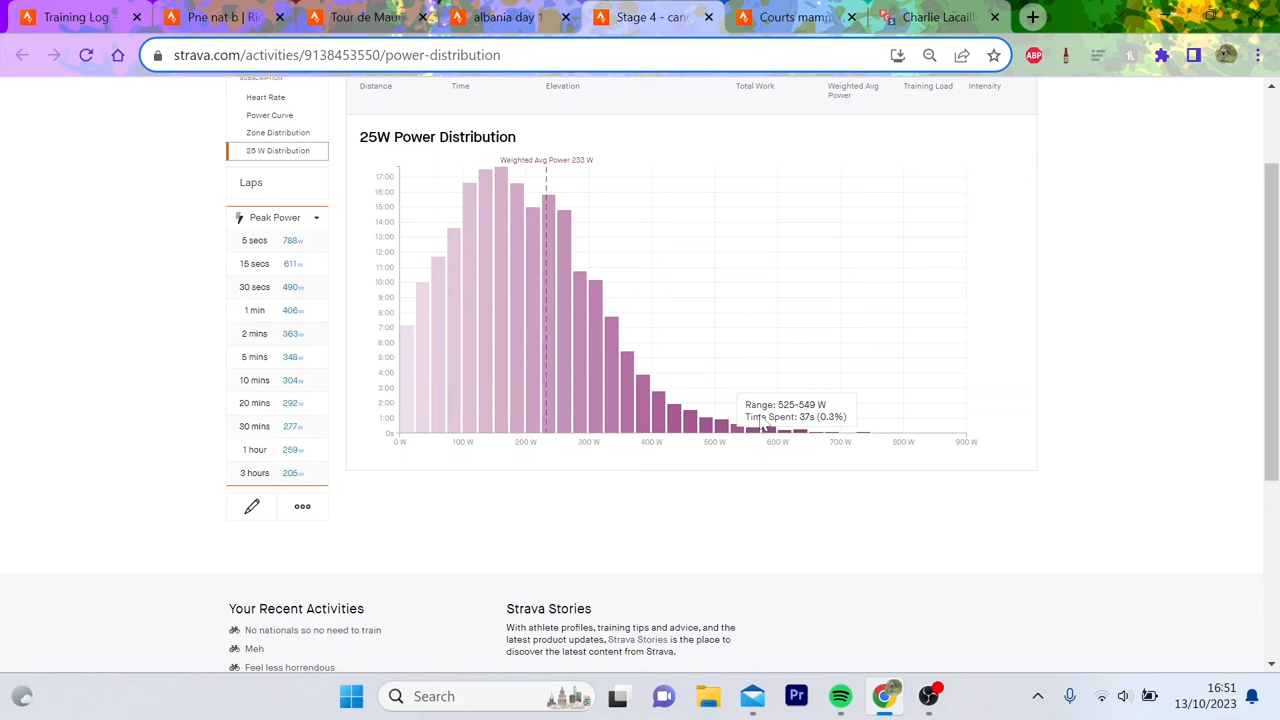 Training Log
Pne nat b | Ric
Tour de Mau
albania day 1
Stage 4 - canc
Courts mamm
Charlie Lacaill
strava.com/activities/9138453550/power-distribution
ABP
SUBSCRIPTION
Heart Rate
Power Curve
Zone Distribution
25 W Distribution
Laps
Peak Power
5 secs 788w
15 secs 611w
30 secs 490w
1 min 406w
2 mins 363w
5 mins 348w
10 mins 304w
20 mins 292w
30 mins 277w
1 hour 259w
3 hours 205w
Distance
Time
Elevation
Total Work
Weighted Avg
Power
Training Load
Intensity
25W Power Distribution
Weighted Avg Power 233 W
17:00
16:00
15:00
14:00
13:00
12:00
11:00
10:00
9:00
8:00
7:00
6:00
5:00
4:00
3:00
2:00
1:00
0s
0 W 100 W 200 W 300 W 400 W 500 W 600 W 700 W 800 W 900 W
Range: 525-549 W
Time Spent: 37s (0.3%)
Your Recent Activities
No nationals so no need to train
Meh
Feel less horrendous
Strava Stories
With athlete profiles, training tips and advice, and the
latest product updates, Strava Stories is the place to
discover the latest content from Strava.
Search
Pr
16:51
13/10/2023